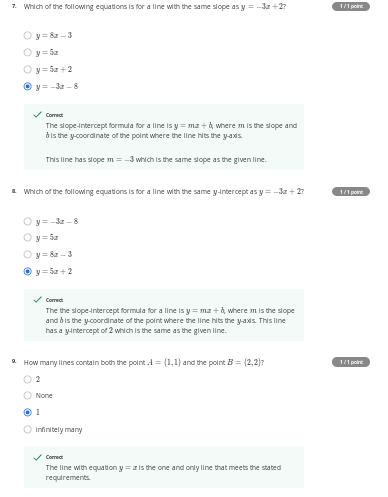 7. Which of the following equations is for a line with the same slope as y = −3x + 2?
1 / 1 point
y = 8x − 3
y = 5x
y = 5x + 2
y = −3x − 8
Correct
The slope-intercept formula for a line is y = mx + b, where m is the slope and
b is the y-coordinate of the point where the line hits the y-axis.
This line has slope m = −3 which is the same slope as the given line.
8. Which of the following equations is for a line with the same y-intercept as y = −3x + 2?
1 / 1 point
y = −3x − 8
y = 5x
y = 8x − 3
y = 5x + 2
Correct
The the slope-intercept formula for a line is y = mx + b, where m is the slope
and b is the y-coordinate of the point where the line hits the y-axis. This line
has a y-intercept of 2 which is the same as the given line.
9. How many lines contain both the point A = (1, 1) and the point B = (2, 2)?
1 / 1 point
2
None
1
Infinitely many
Correct
The line with equation y = x is the one and only line that meets the stated
requirements.